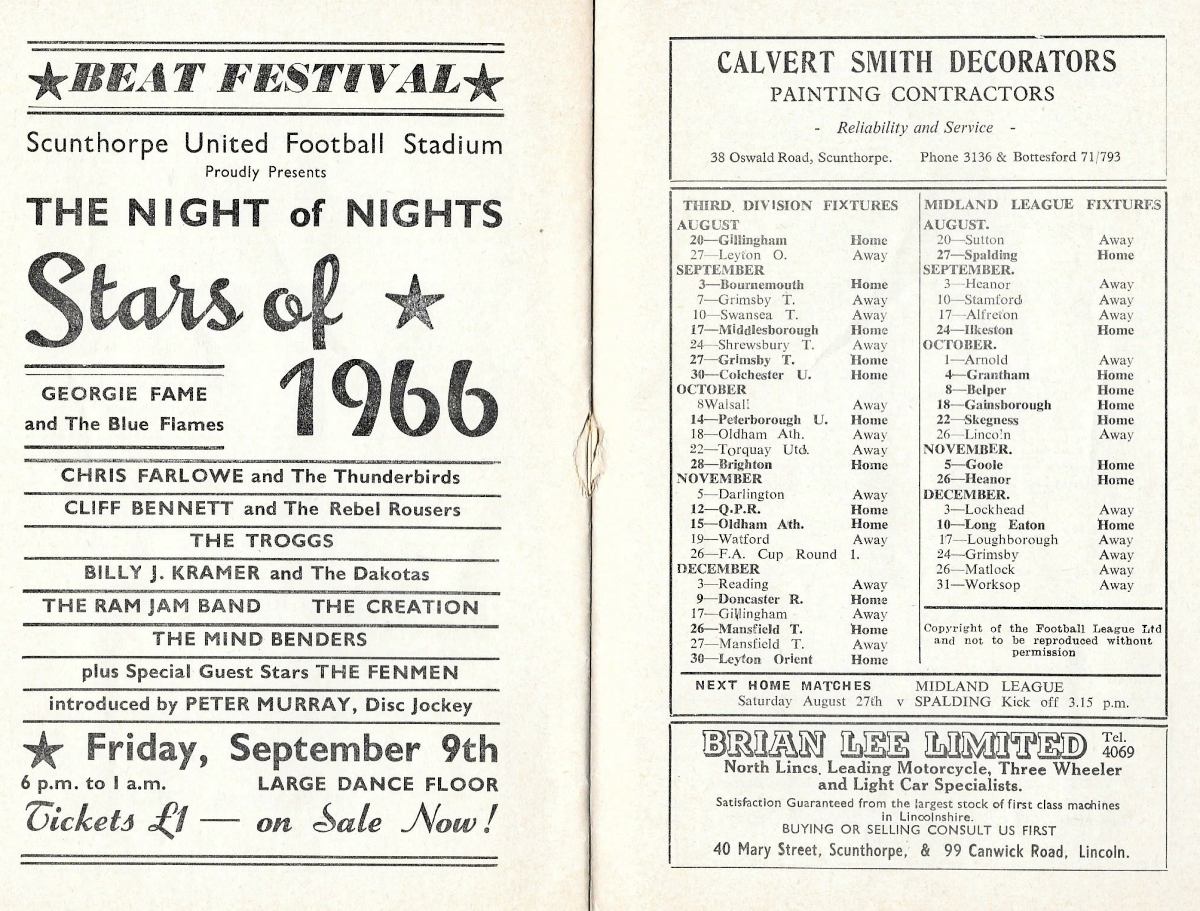 BEAT FESTIVAL
Scunthorpe United Football Stadium
Proudly Presents
THE NIGHT of NIGHTS
Stars of
1966
GEORGIE FAME
and The Blue Flames
CHRIS FARLOWE and The Thunderbirds
CLIFF BENNETT and The Rebel Rousers
THE TROGGS
BILLY J. KRAMER and The Dakotas
THE RAM JAM BAND THE CREATION
THE MIND BENDERS
plus Special Guest Stars THE FENMEN
introduced by PETER MURRAY, Disc Jockey
Friday, September 9th
6 p.m. to 1 a.m. LARGE DANCE FLOOR
Tickets £1 — on Sale Now!
CALVERT SMITH DECORATORS
PAINTING CONTRACTORS
- Reliability and Service -
38 Oswald Road, Scunthorpe. Phone 3136 & Bottesford 71/793
THIRD. DIVISION FIXTURES
AUGUST
20—Gillingham Home
27—Leyton O. Away
SEPTEMBER
3—Bournemouth Home
7—Grimsby T. Away
10—Swansea T. Away
17—Middlesborough Home
24—Shrewsbury T. Away
27—Grimsby T. Home
30—Colchester U. Home
OCTOBER
8Walsall Away
14—Peterborough U. Home
18—Oldham Ath. Away
22—Torquay Utd. Away
28—Brighton Home
NOVEMBER
5—Darlington Away
12—Q.P.R. Home
15—Oldham Ath. Home
19—Watford Away
26—F.A. Cup Round 1.
DECEMBER
3—Reading Away
9—Doncaster R. Home
17—Gillingham Away
26—Mansfield T. Home
27—Mansfield T. Away
30—Leyton Orient Home
MIDLAND LEAGUE FIXTURES
AUGUST.
20—Sutton Away
27—Spalding Home
SEPTEMBER.
3—Heanor Away
10—Stamford Away
17—Alfreton Away
24—Ilkeston Home
OCTOBER.
1—Arnold Away
4—Grantham Home
8—Belper Home
18—Gainsborough Home
22—Skegness Home
26—Lincoln Away
NOVEMBER.
5—Goole Home
26—Heanor Home
DECEMBER.
3—Lockhead Away
10—Long Eaton Home
17—Loughborough Away
24—Grimsby Away
26—Matlock Away
31—Worksop Away
Copyright of the Football League Ltd
and not to be reproduced without
permission
NEXT HOME MATCHES MIDLAND LEAGUE
Saturday August 27th v SPALDING Kick off 3.15 p.m.
BRIAN LEE LIMITED Tel. 4069
North Lincs. Leading Motorcycle, Three Wheeler
and Light Car Specialists.
Satisfaction Guaranteed from the largest stock of first class machines
in Lincolnshire.
BUYING OR SELLING CONSULT US FIRST
40 Mary Street, Scunthorpe, & 99 Canwick Road, Lincoln.